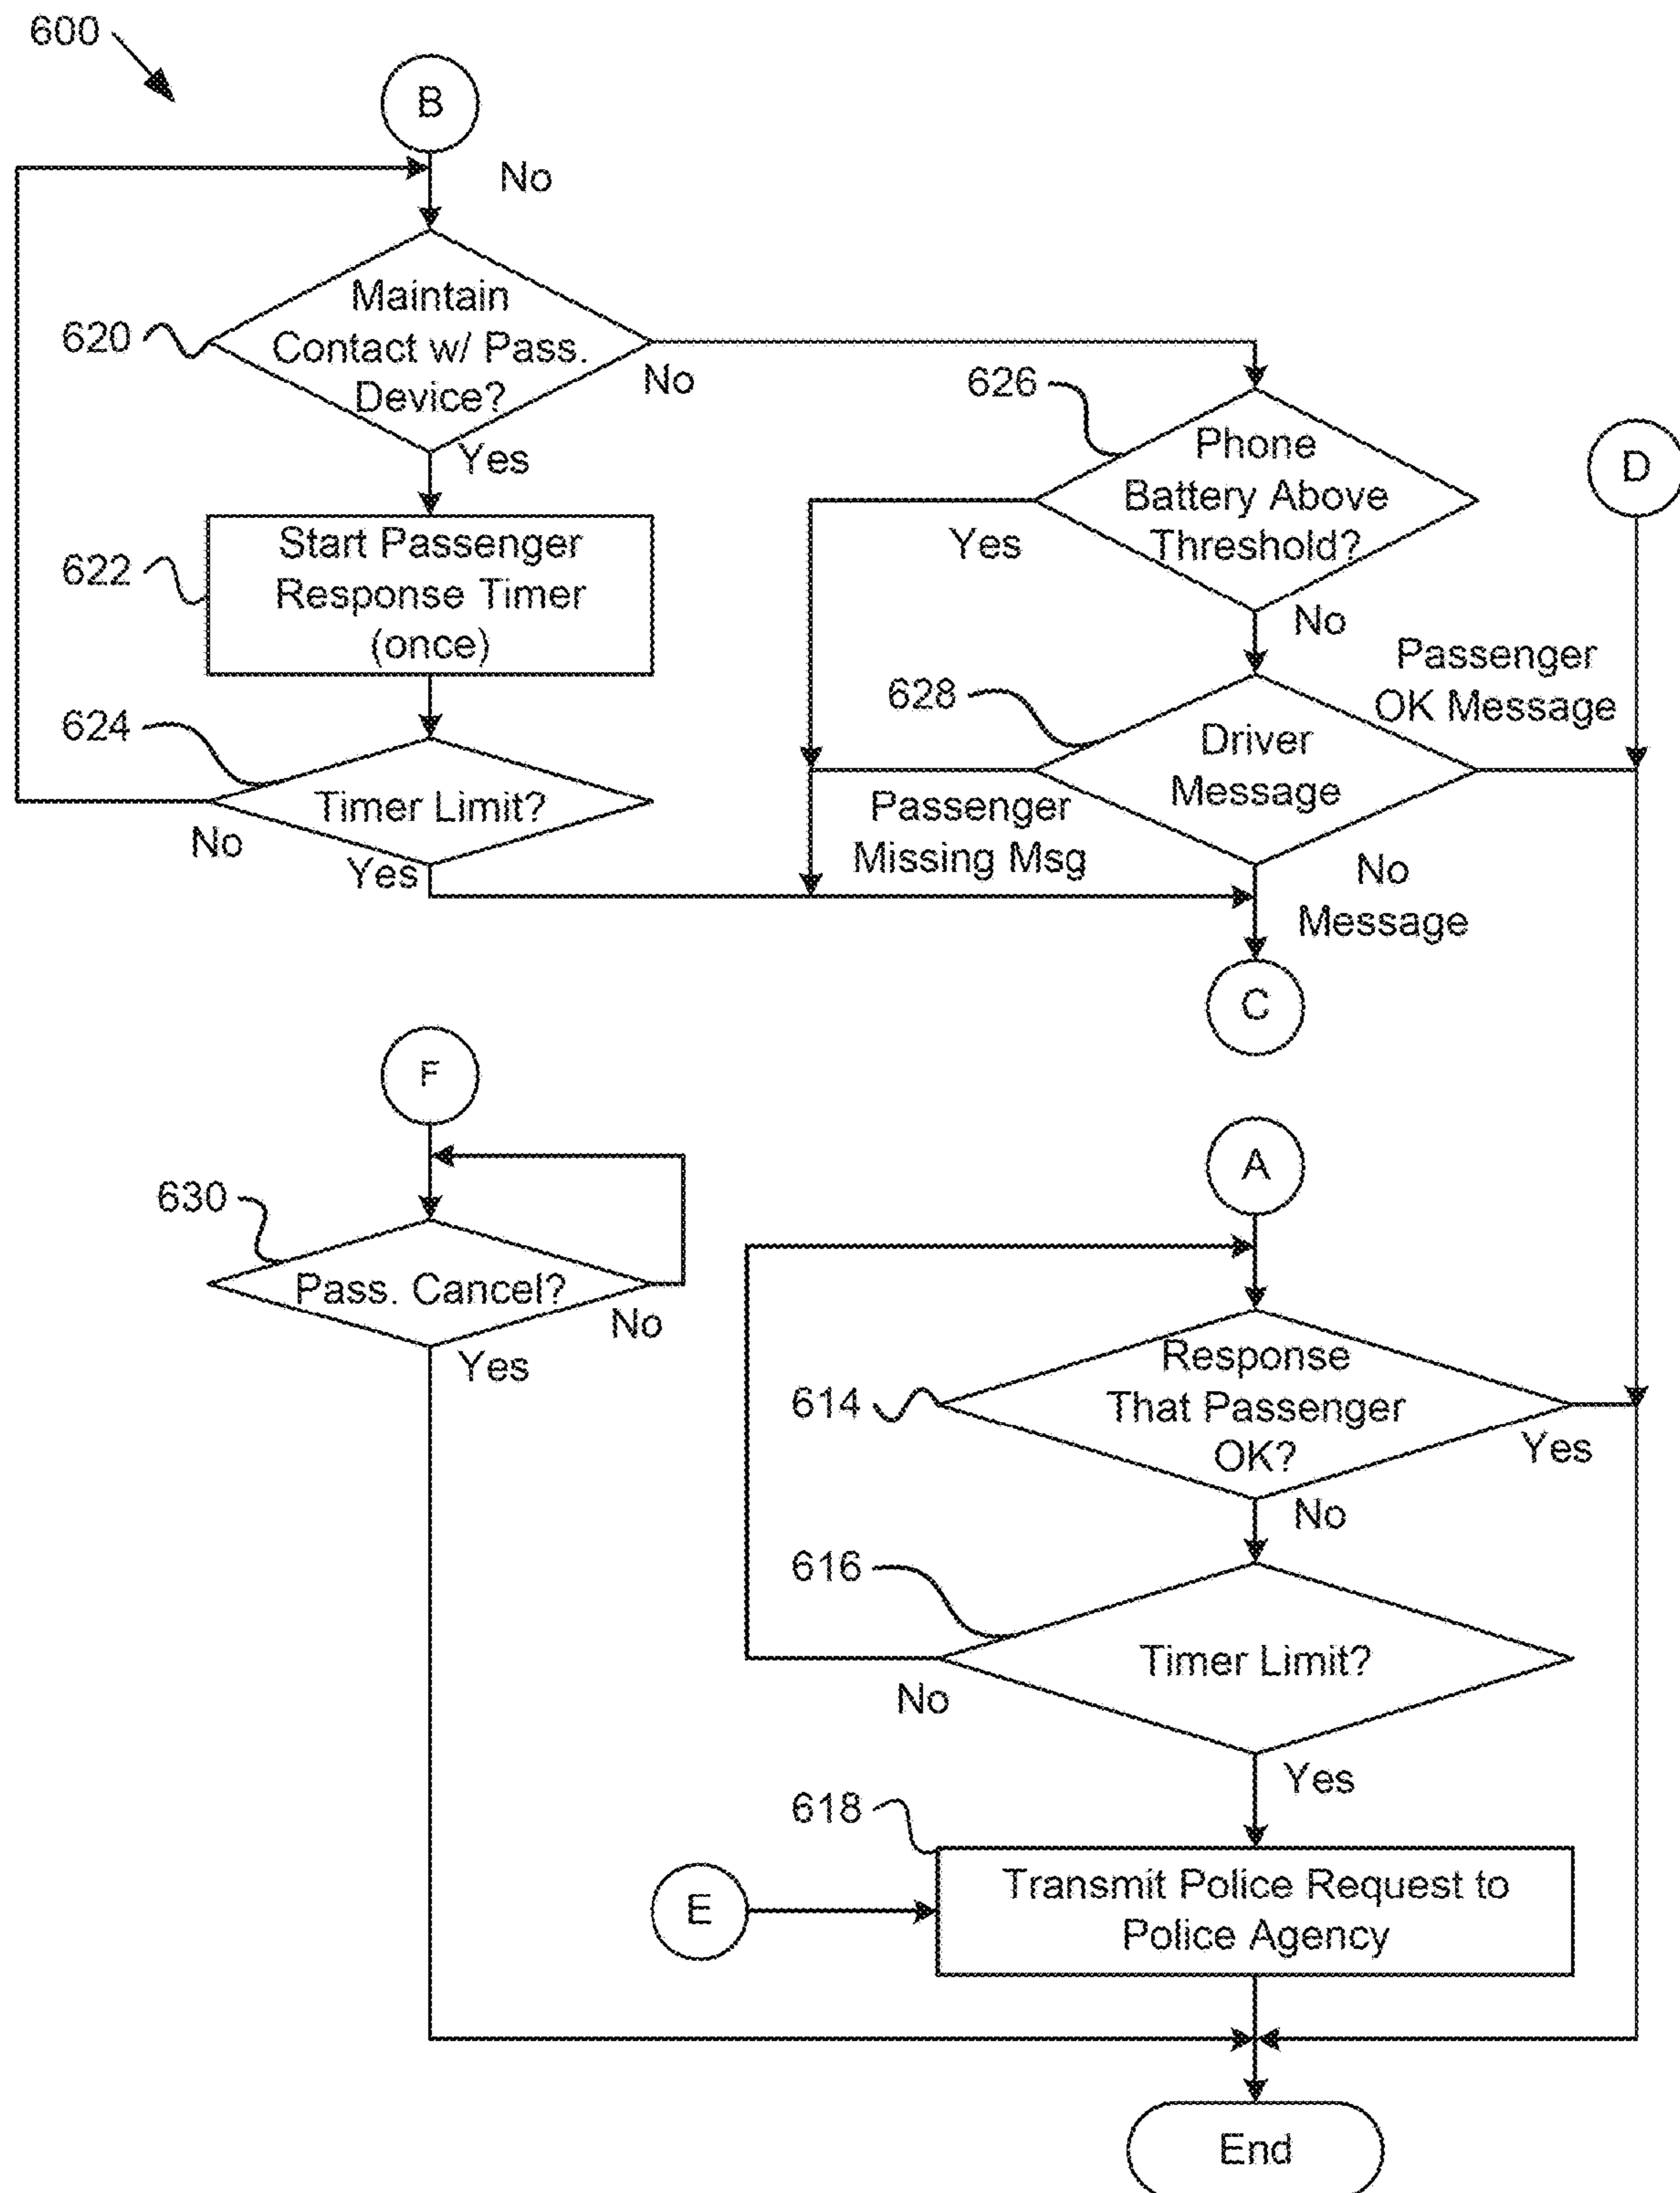 600
B
No
Maintain
Contact w/ Pass.
Device?
620
No
Yes
626
Phone
Battery Above
Threshold?
Yes
No
D
Start Passenger
Response Timer
(once)
622
Passenger
OK Message
628
Driver
Message
624
Timer Limit?
No
Yes
Passenger
Missing Msg
No
Message
C
F
A
630
Pass. Cancel?
No
Yes
Response
That Passenger
OK?
614
Yes
No
616
Timer Limit?
No
Yes
618
Transmit Police Request to
Police Agency
E
End